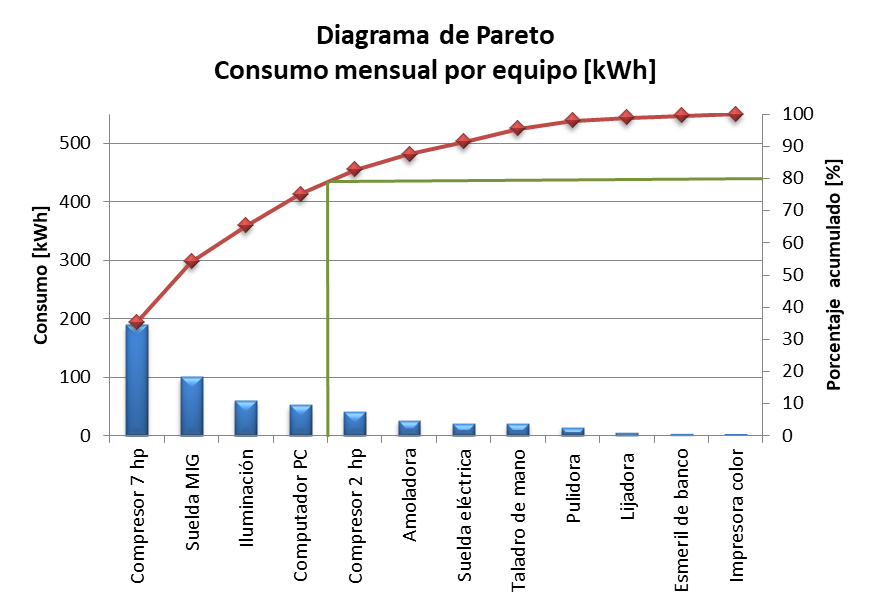 Diagrama de Pareto
Consumo mensual por equipo [kWh]
Consumo [kWh]
500
400
300
200
100
0
100
90
80
70
60
50
40
30
20
10
0
Porcentaje acumulado [%]
Compresor 7 hp
Suelda MIG
Iluminación
Computador PC
Compresor 2 hp
Amoladora
Suelda eléctrica
Taladro de mano
Pulidora
Lijadora
Esmeril de banco
Impresora color